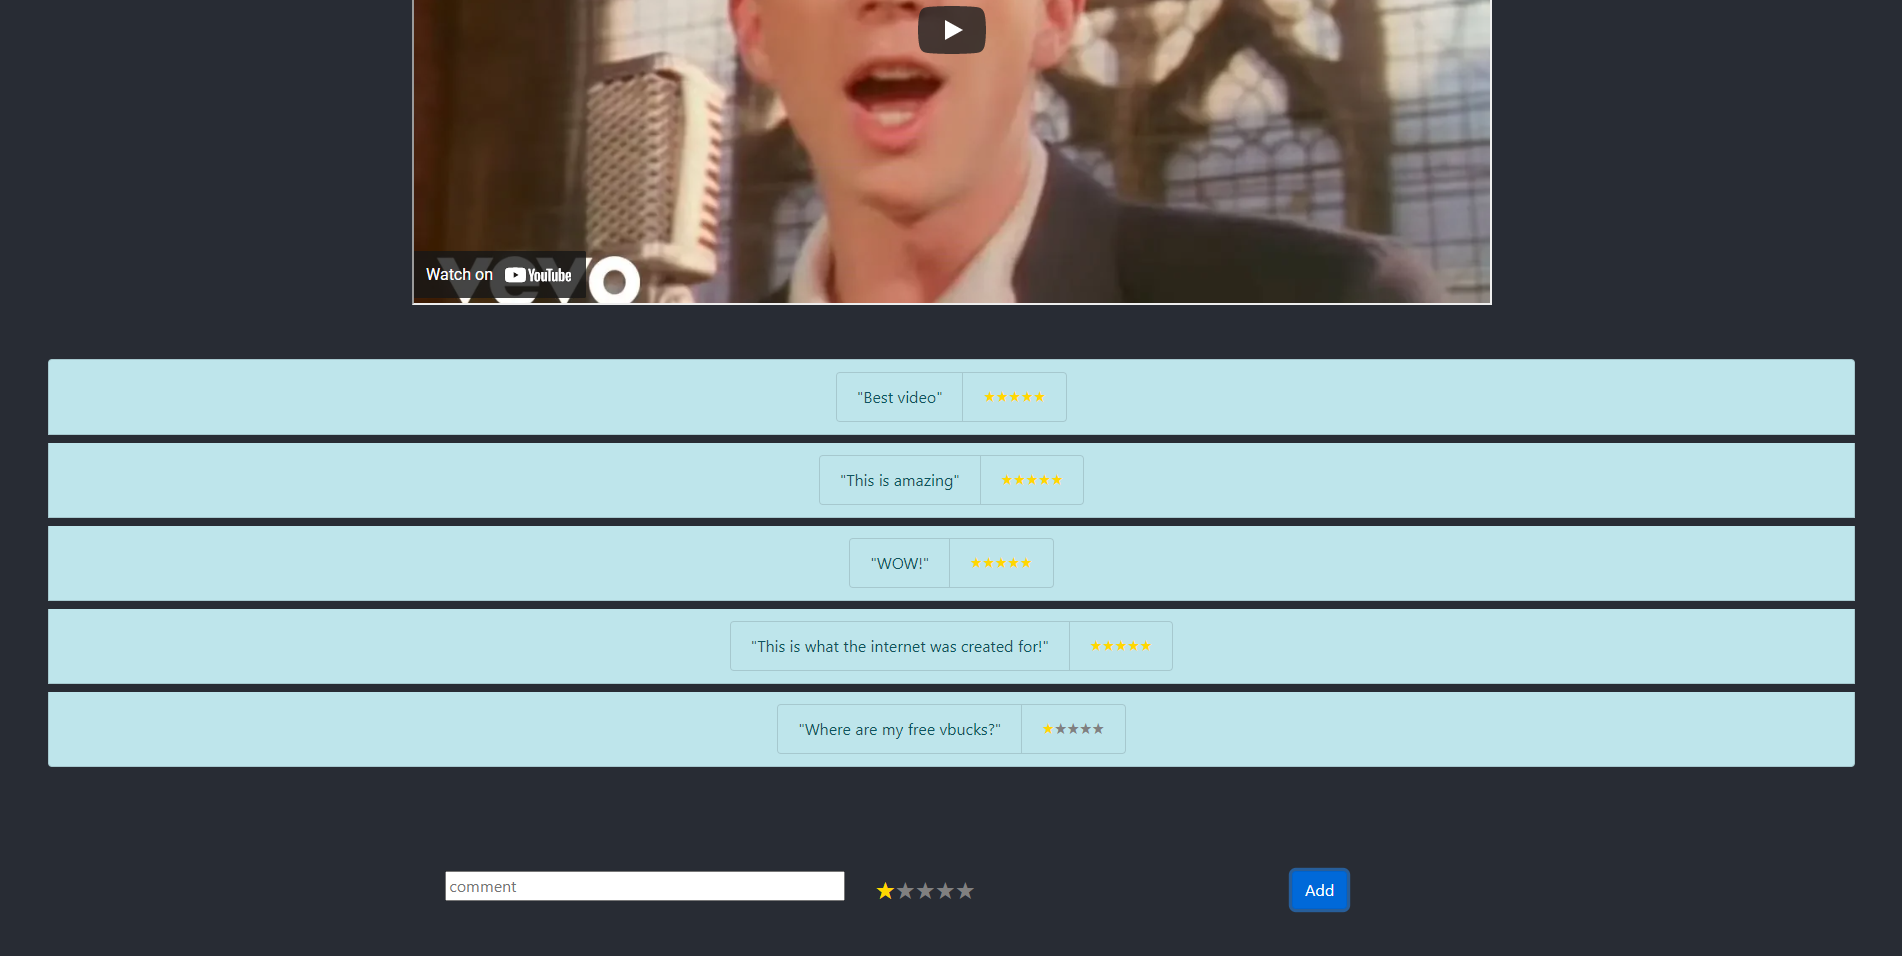 Watch on YouTube
vevo
"Best video" ★★★★★
"This is amazing" ★★★★★
"WOW!" ★★★★★
"This is what the internet was created for!" ★★★★★
"Where are my free vbucks?" ★★★★★
comment ★★★★★ Add